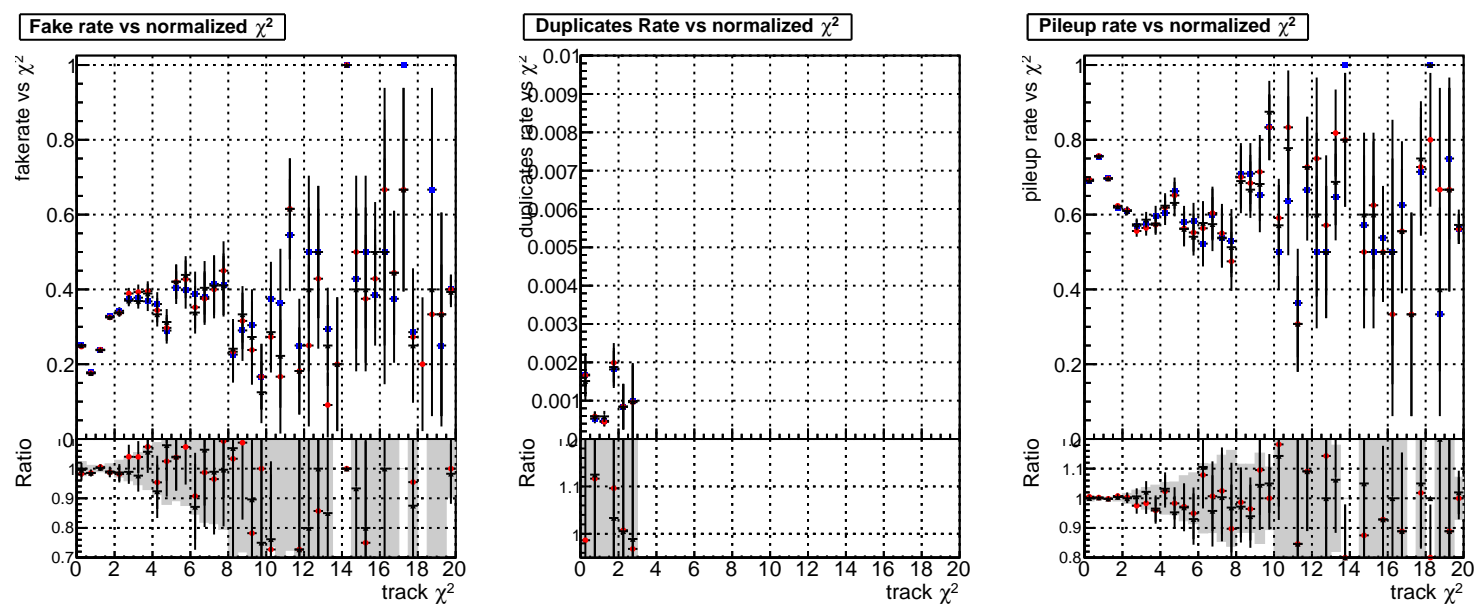 Fake rate vs normalized χ²
fakerate vs χ²
1
0.8
0.6
0.4
0.2
0
Ratio
1
0.9
0.8
0.7
0 2 4 6 8 10 12 14 16 18 20
track χ²
Duplicates Rate vs normalized χ²
duplicates rate vs χ²
0.01
0.009
0.008
0.007
0.006
0.005
0.004
0.003
0.002
0.001
0
Ratio
1.1
1
0 2 4 6 8 10 12 14 16 18 20
track χ²
Pileup rate vs normalized χ²
pileup rate vs χ²
1
0.8
0.6
0.4
0.2
0
Ratio
1.1
1
0.9
0.8
0 2 4 6 8 10 12 14 16 18 20
track χ²